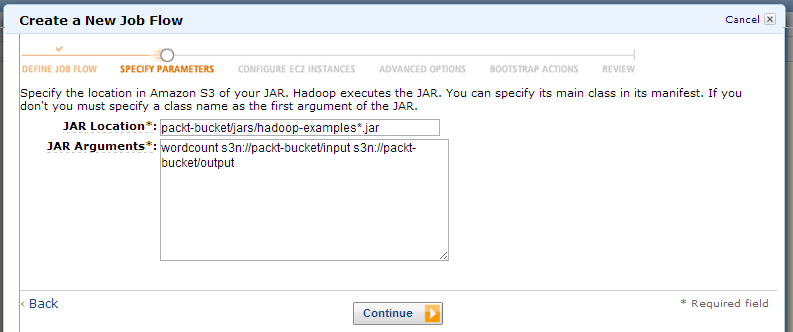 Create a New Job Flow
Cancel
DEFINE JOB FLOW SPECIFY PARAMETERS CONFIGURE EC2 INSTANCES ADVANCED OPTIONS BOOTSTRAP ACTIONS REVIEW
Specify the location in Amazon S3 of your JAR. Hadoop executes the JAR. You can specify its main class in its manifest. If
don't you must specify a class name as the first argument of the JAR.
JAR Location*: packt-bucket/jars/hadoop-examples*.jar
JAR Arguments*: wordcount s3n://packt-bucket/input s3n://packt-
bucket/output
‹ Back
Continue
* Required field